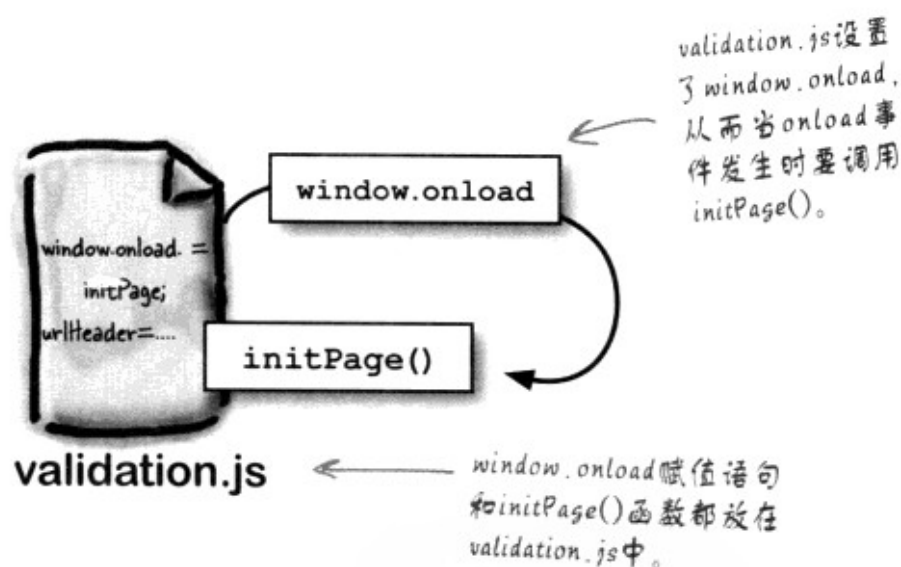 validation.js设置
了window.onload,
从而当onload事
件发生时要调用
initPage()。
window.onload
window.onload. =
initPage;
urlHeader=....
initPage()
validation.js
window.onload赋值语句
和initPage()函数都放在
validation.js中。